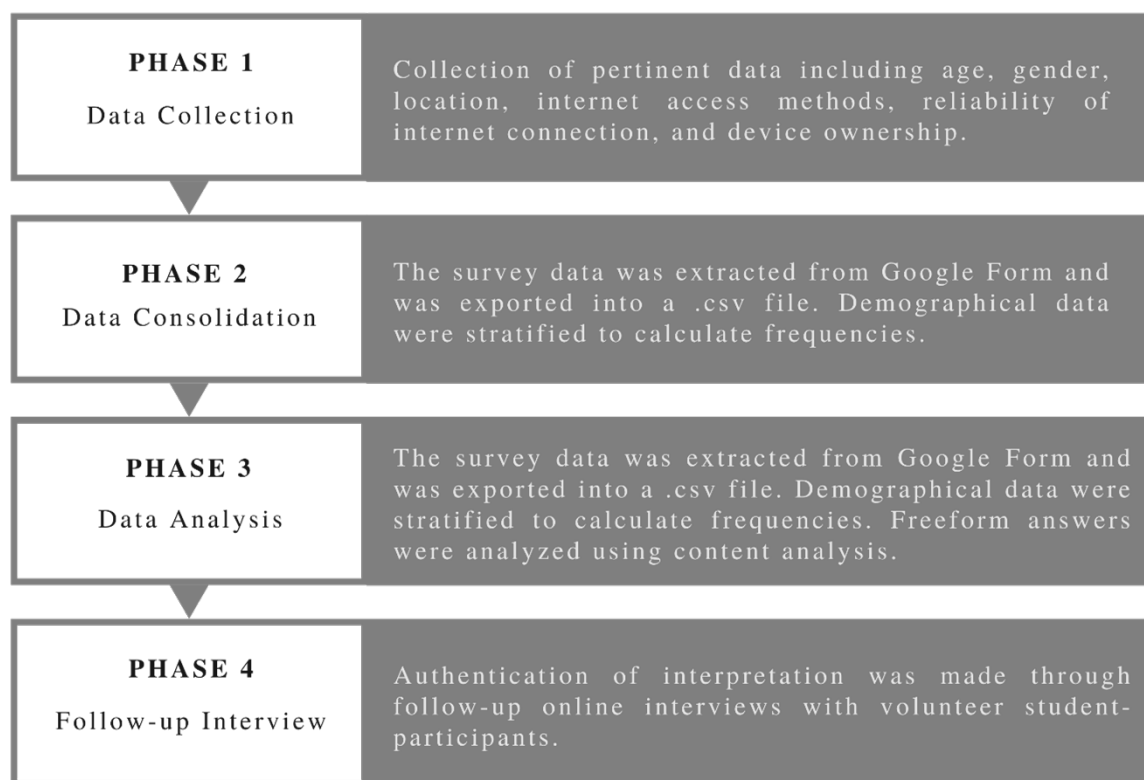 PHASE 1
Data Collection
Collection of pertinent data including age, gender,
location, internet access methods, reliability of
internet connection, and device ownership.
PHASE 2
Data Consolidation
The survey data was extracted from Google Form and
was exported into a .csv file. Demographical data
were stratified to calculate frequencies.
PHASE 3
Data Analysis
The survey data was extracted from Google Form and
was exported into a .csv file. Demographical data were
stratified to calculate frequencies. Freeform answers
were analyzed using content analysis.
PHASE 4
Follow-up Interview
Authentication of interpretation was made through
follow-up online interviews with volunteer student-
participants.